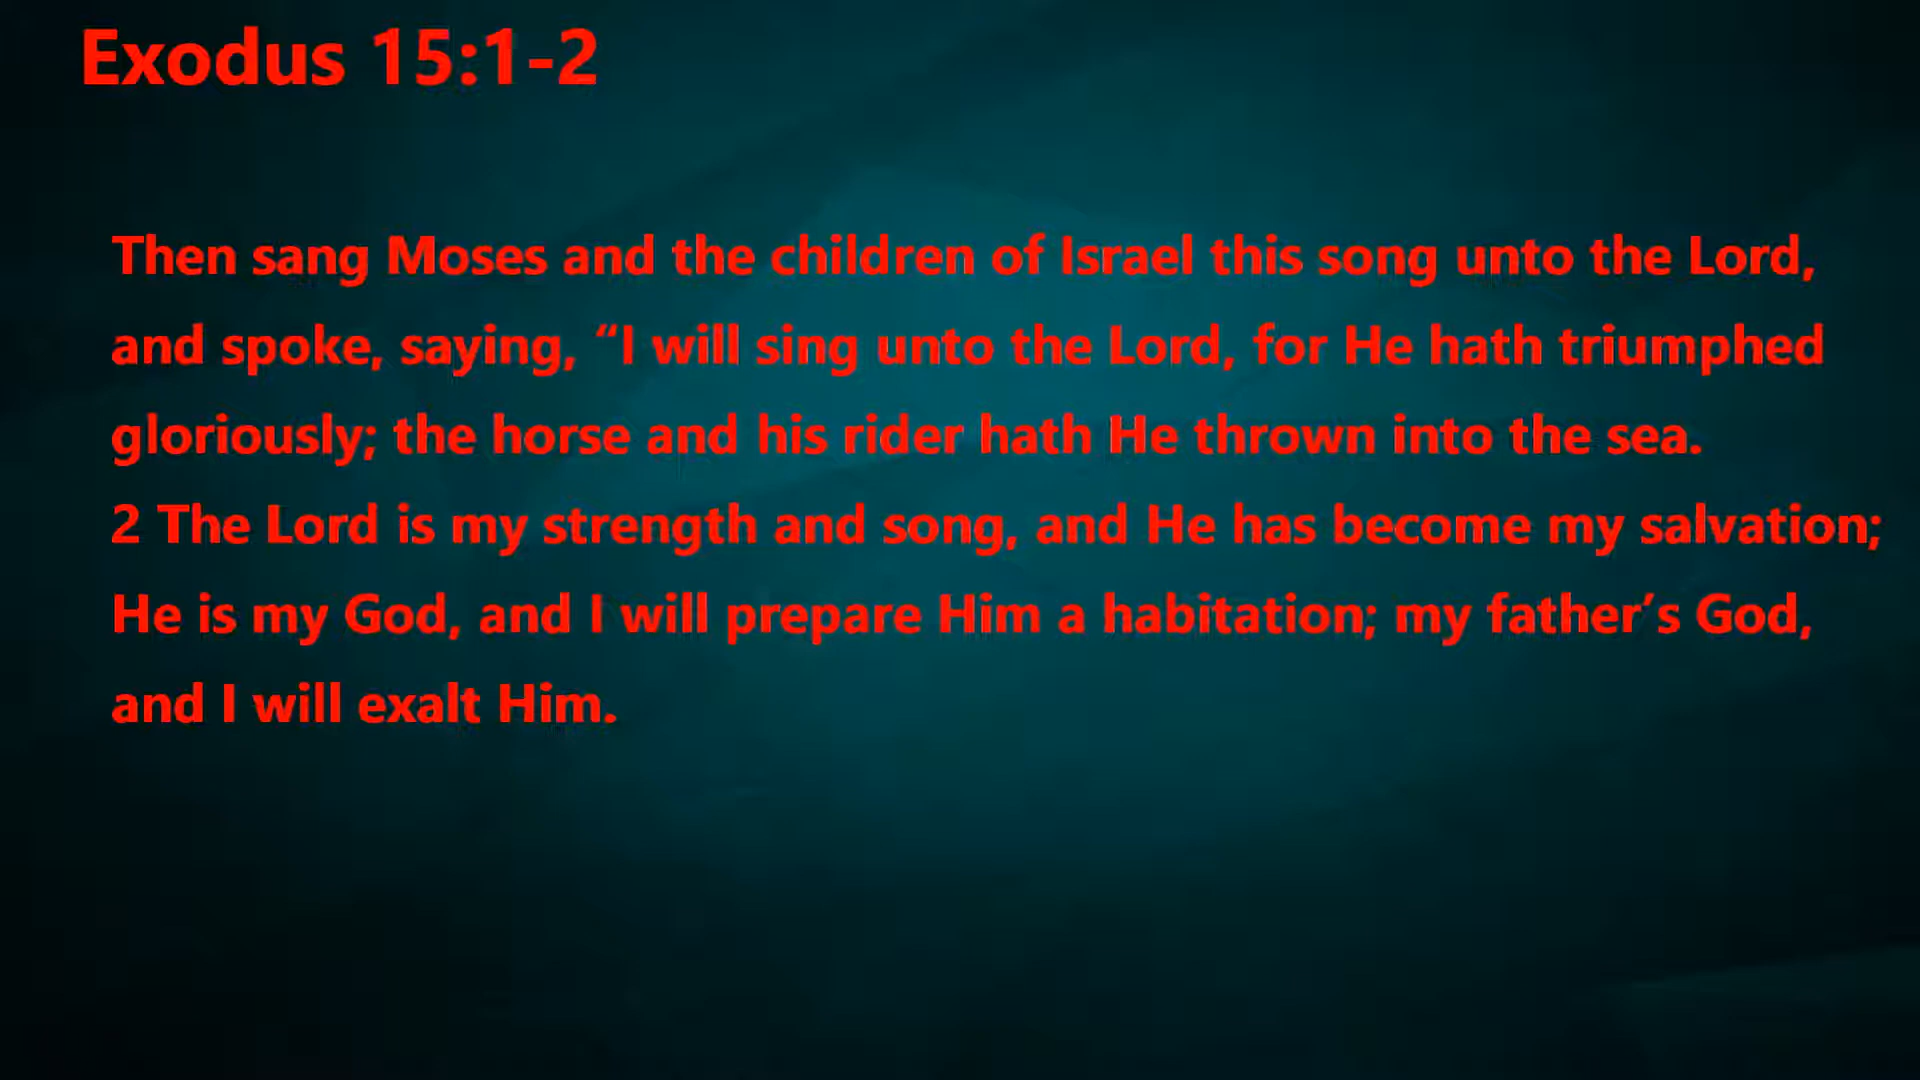 Exodus 15:1-2
Then sang Moses and the children of Israel this song unto the Lord,
and spoke, saying, “I will sing unto the Lord, for He hath triumphed
gloriously; the horse and his rider hath He thrown into the sea.
2 The Lord is my strength and song, and He has become my salvation;
He is my God, and I will prepare Him a habitation; my father’s God,
and I will exalt Him.